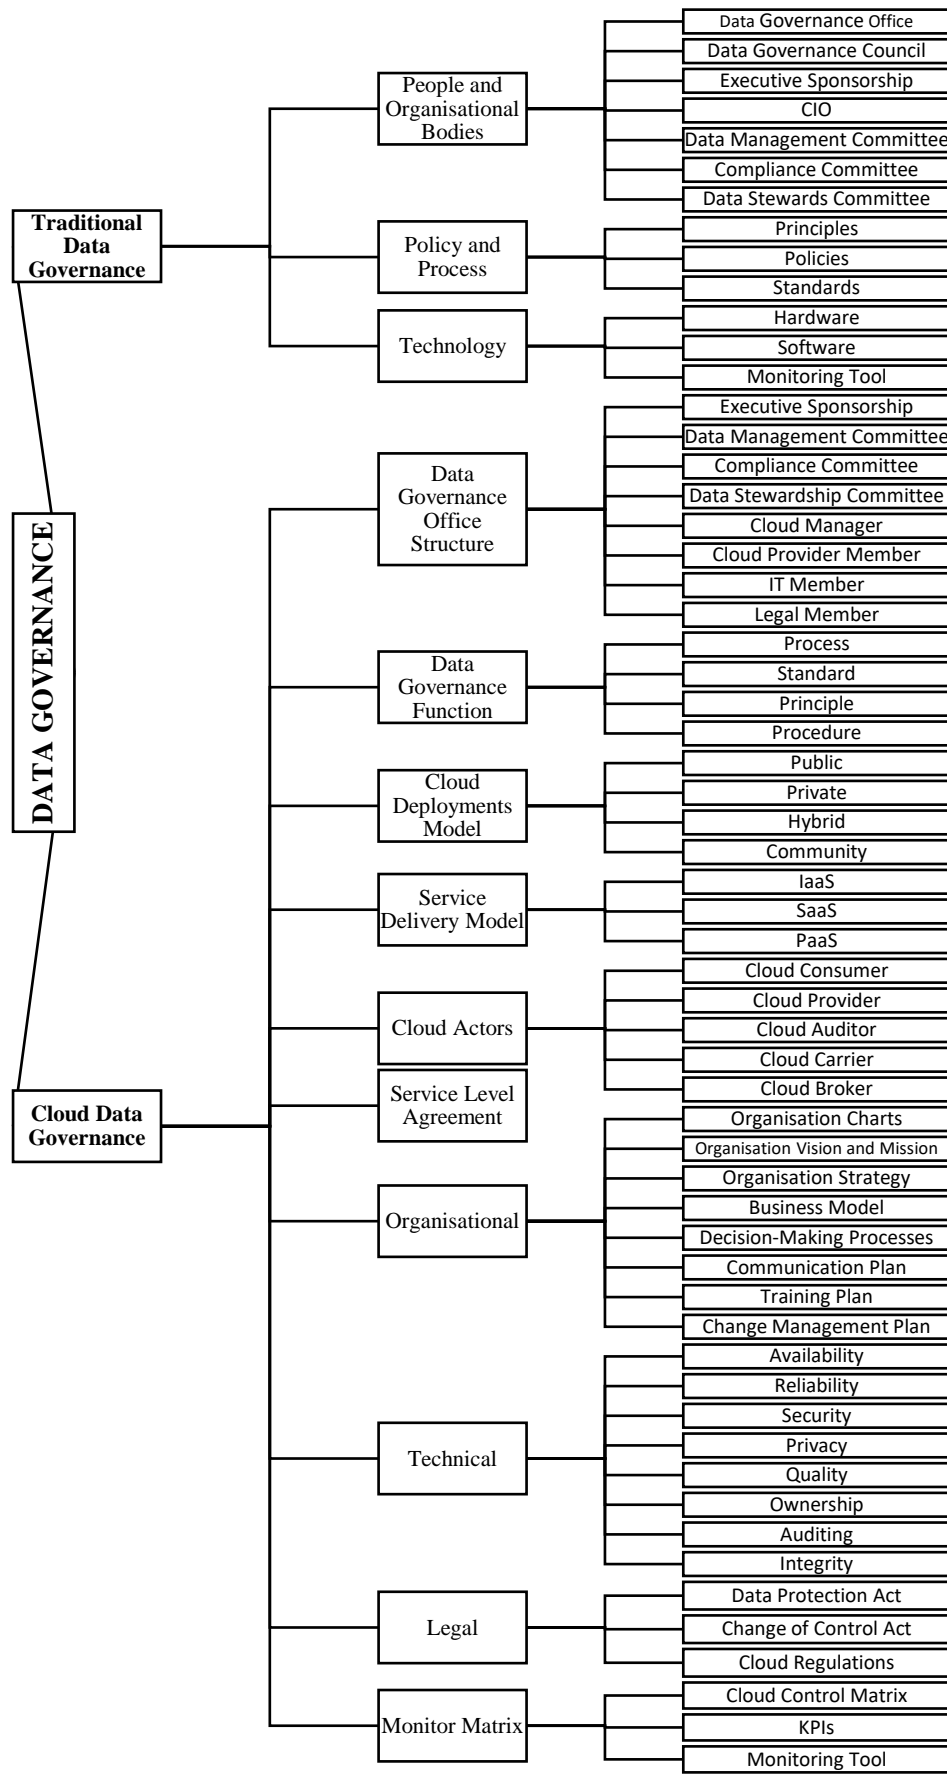 DATA GOVERNANCE
Traditional
Data
Governance
People and
Organisational
Bodies
Data Governance Office
Data Governance Council
Executive Sponsorship
CIO
Data Management Committee
Compliance Committee
Data Stewards Committee
Policy and
Process
Principles
Policies
Standards
Technology
Hardware
Software
Monitoring Tool
Cloud Data
Governance
Data
Governance
Office
Structure
Executive Sponsorship
Data Management Committee
Compliance Committee
Data Stewardship Committee
Cloud Manager
Cloud Provider Member
IT Member
Legal Member
Data
Governance
Function
Process
Standard
Principle
Procedure
Cloud
Deployments
Model
Public
Private
Hybrid
Community
Service
Delivery Model
IaaS
SaaS
PaaS
Cloud Actors
Cloud Consumer
Cloud Provider
Cloud Auditor
Cloud Carrier
Cloud Broker
Service Level
Agreement
Organisational
Organisation Charts
Organisation Vision and Mission
Organisation Strategy
Business Model
Decision-Making Processes
Communication Plan
Training Plan
Change Management Plan
Technical
Availability
Reliability
Security
Privacy
Quality
Ownership
Auditing
Integrity
Legal
Data Protection Act
Change of Control Act
Cloud Regulations
Monitor Matrix
Cloud Control Matrix
KPIs
Monitoring Tool